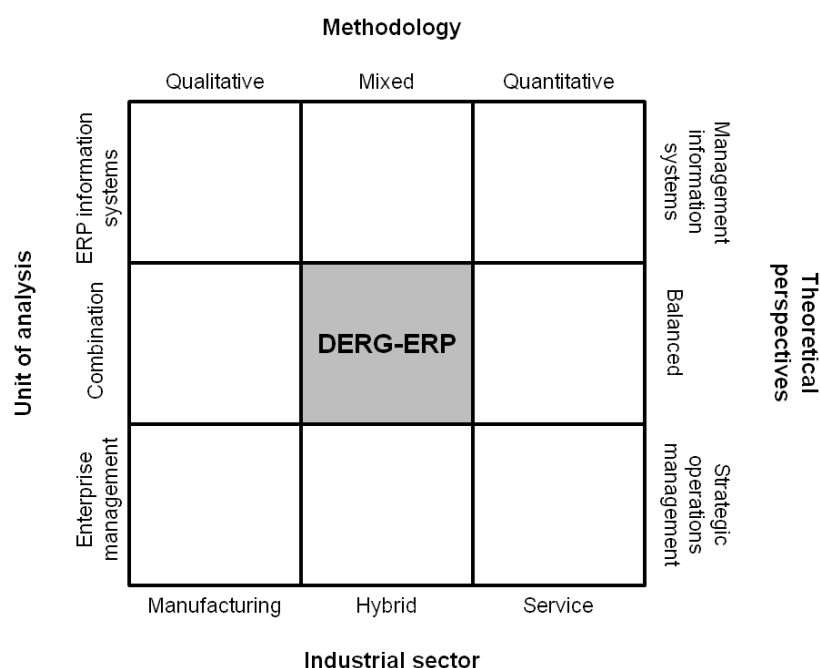 Methodology
Qualitative
Mixed
Quantitative
Unit of analysis
ERP information
systems
Combination
Enterprise
management
DERG-ERP
Management
information
systems
Balanced
Strategic
operations
management
Theoretical
perspectives
Manufacturing
Hybrid
Service
Industrial sector